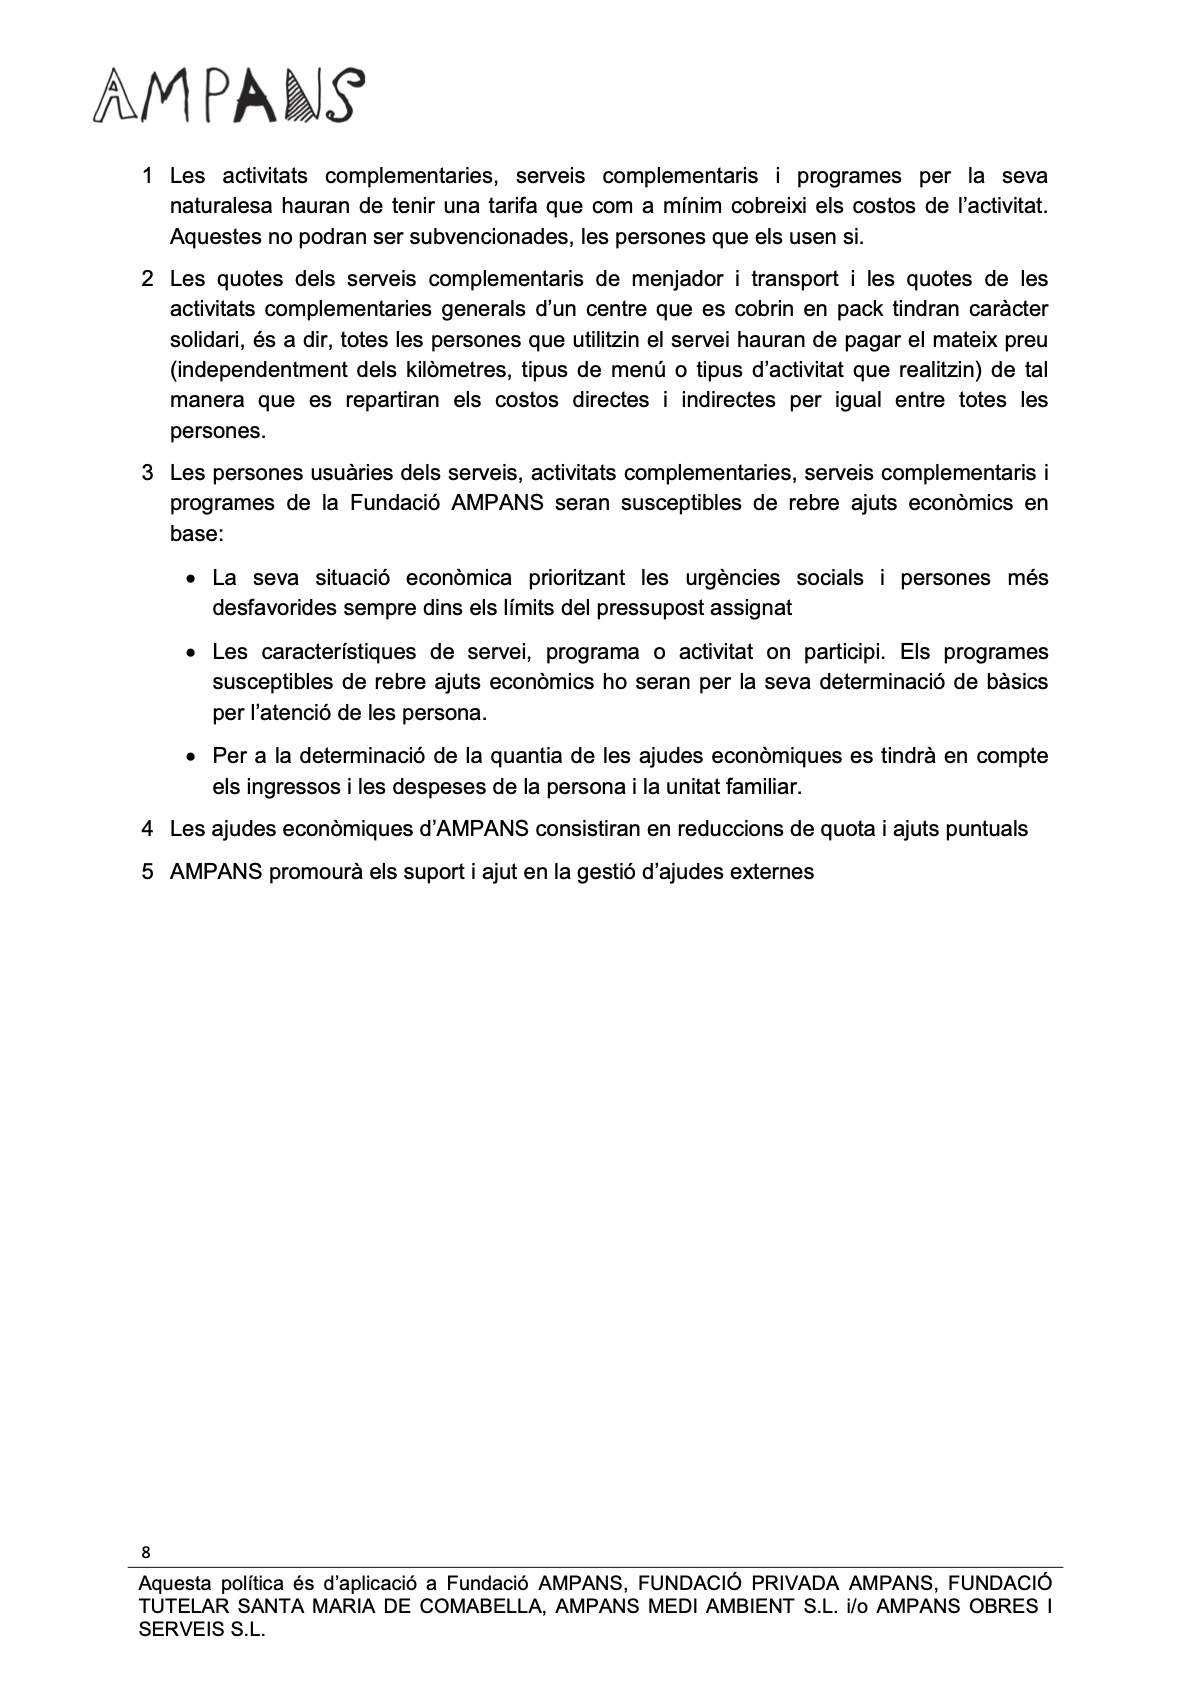 AMPANS
1 Les activitats complementaries, serveis complementaris i programes per la seva
naturalesa hauran de tenir una tarifa que com a mínim cobreixi els costos de l’activitat.
Aquestes no podran ser subvencionades, les persones que els usen si.
2 Les quotes dels serveis complementaris de menjador i transport i les quotes de les
activitats complementaries generals d’un centre que es cobrin en pack tindran caràcter
solidari, és a dir, totes les persones que utilitzin el servei hauran de pagar el mateix preu
(independentment dels kilòmetres, tipus de menú o tipus d’activitat que realitzin) de tal
manera que es repartiran els costos directes i indirectes per igual entre totes les
persones.
3 Les persones usuàries dels serveis, activitats complementaries, serveis complementaris i
programes de la Fundació AMPANS seran susceptibles de rebre ajuts econòmics en
base:
• La seva situació econòmica prioritzant les urgències socials i persones més
desfavorides sempre dins els límits del pressupost assignat
• Les característiques de servei, programa o activitat on participi. Els programes
susceptibles de rebre ajuts econòmics ho seran per la seva determinació de bàsics
per l’atenció de les persona.
• Per a la determinació de la quantia de les ajudes econòmiques es tindrà en compte
els ingressos i les despeses de la persona i la unitat familiar.
4 Les ajudes econòmiques d’AMPANS consistiran en reduccions de quota i ajuts puntuals
5 AMPANS promourà els suport i ajut en la gestió d’ajudes externes
8
Aquesta política és d’aplicació a Fundació AMPANS, FUNDACIÓ PRIVADA AMPANS, FUNDACIÓ
TUTELAR SANTA MARIA DE COMABELLA, AMPANS MEDI AMBIENT S.L. i/o AMPANS OBRES I
SERVEIS S.L.